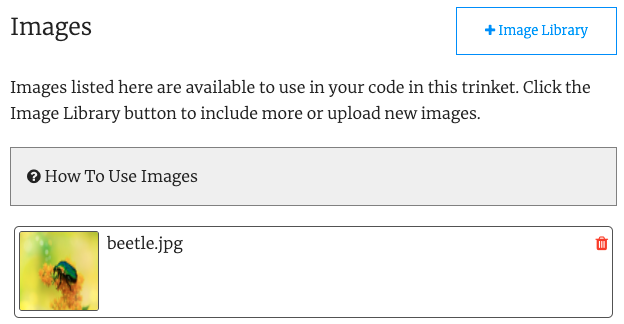 Images
+ Image Library
Images listed here are available to use in your code in this trinket. Click the
Image Library button to include more or upload new images.
How To Use Images
beetle.jpg